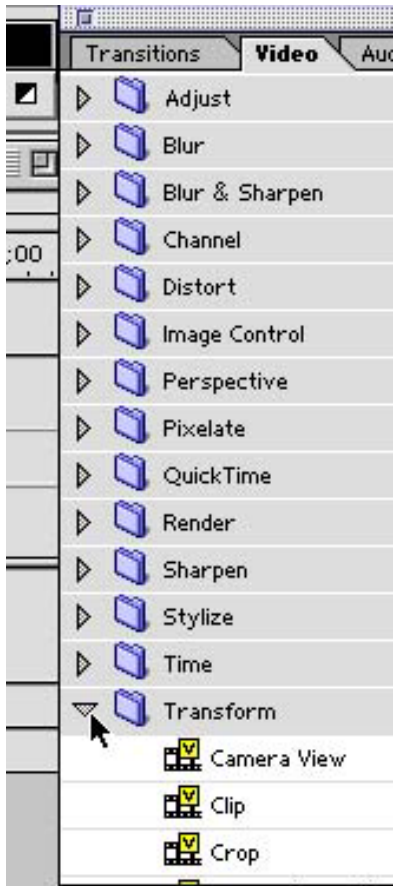 Transitions Video Aud
Adjust
Blur
Blur & Sharpen
;00
Channel
Distort
Image Control
Perspective
Pixelate
QuickTime
Render
Sharpen
Stylize
Time
Transform
V Camera View
V Clip
V Crop